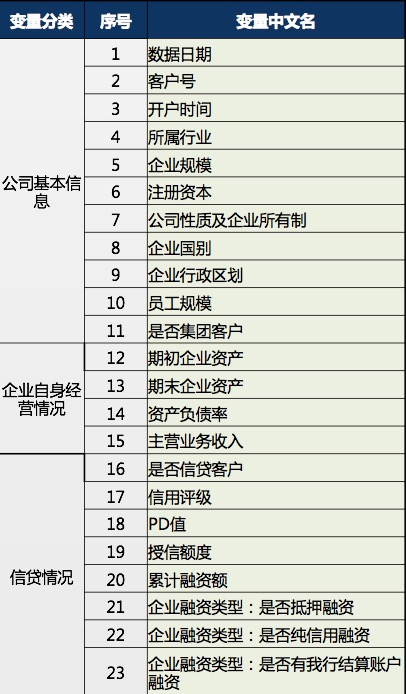 变量分类 序号 变量中文名
公司基本信
息
1 数据日期
2 客户号
3 开户时间
4 所属行业
5 企业规模
6 注册资本
7 公司性质及企业所有制
8 企业国别
9 企业行政区划
10 员工规模
11 是否集团客户
企业自身经
营情况
12 期初企业资产
13 期末企业资产
14 资产负债率
15 主营业务收入
信贷情况
16 是否信贷客户
17 信用评级
18 PD值
19 授信额度
20 累计融资额
21 企业融资类型：是否抵押融资
22 企业融资类型：是否纯信用融资
23 企业融资类型：是否有我行结算账户
融资